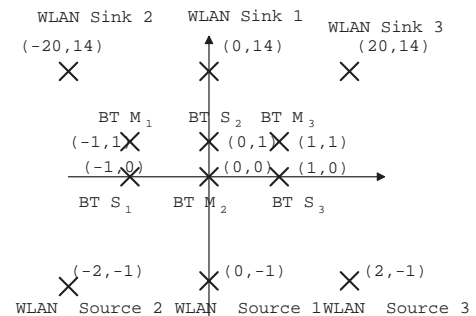 WLAN Sink 2 WLAN Sink 1 WLAN Sink 3
(-20,14) (0,14) (20,14)
BT M1 BT S2 BT M3
(-1,1) (0,1) (1,1)
(-1,0) (0,0) (1,0)
BT S1 BT M2 BT S3
(-2,-1) (0,-1) (2,-1)
WLAN Source 2 WLAN Source 1 WLAN Source 3